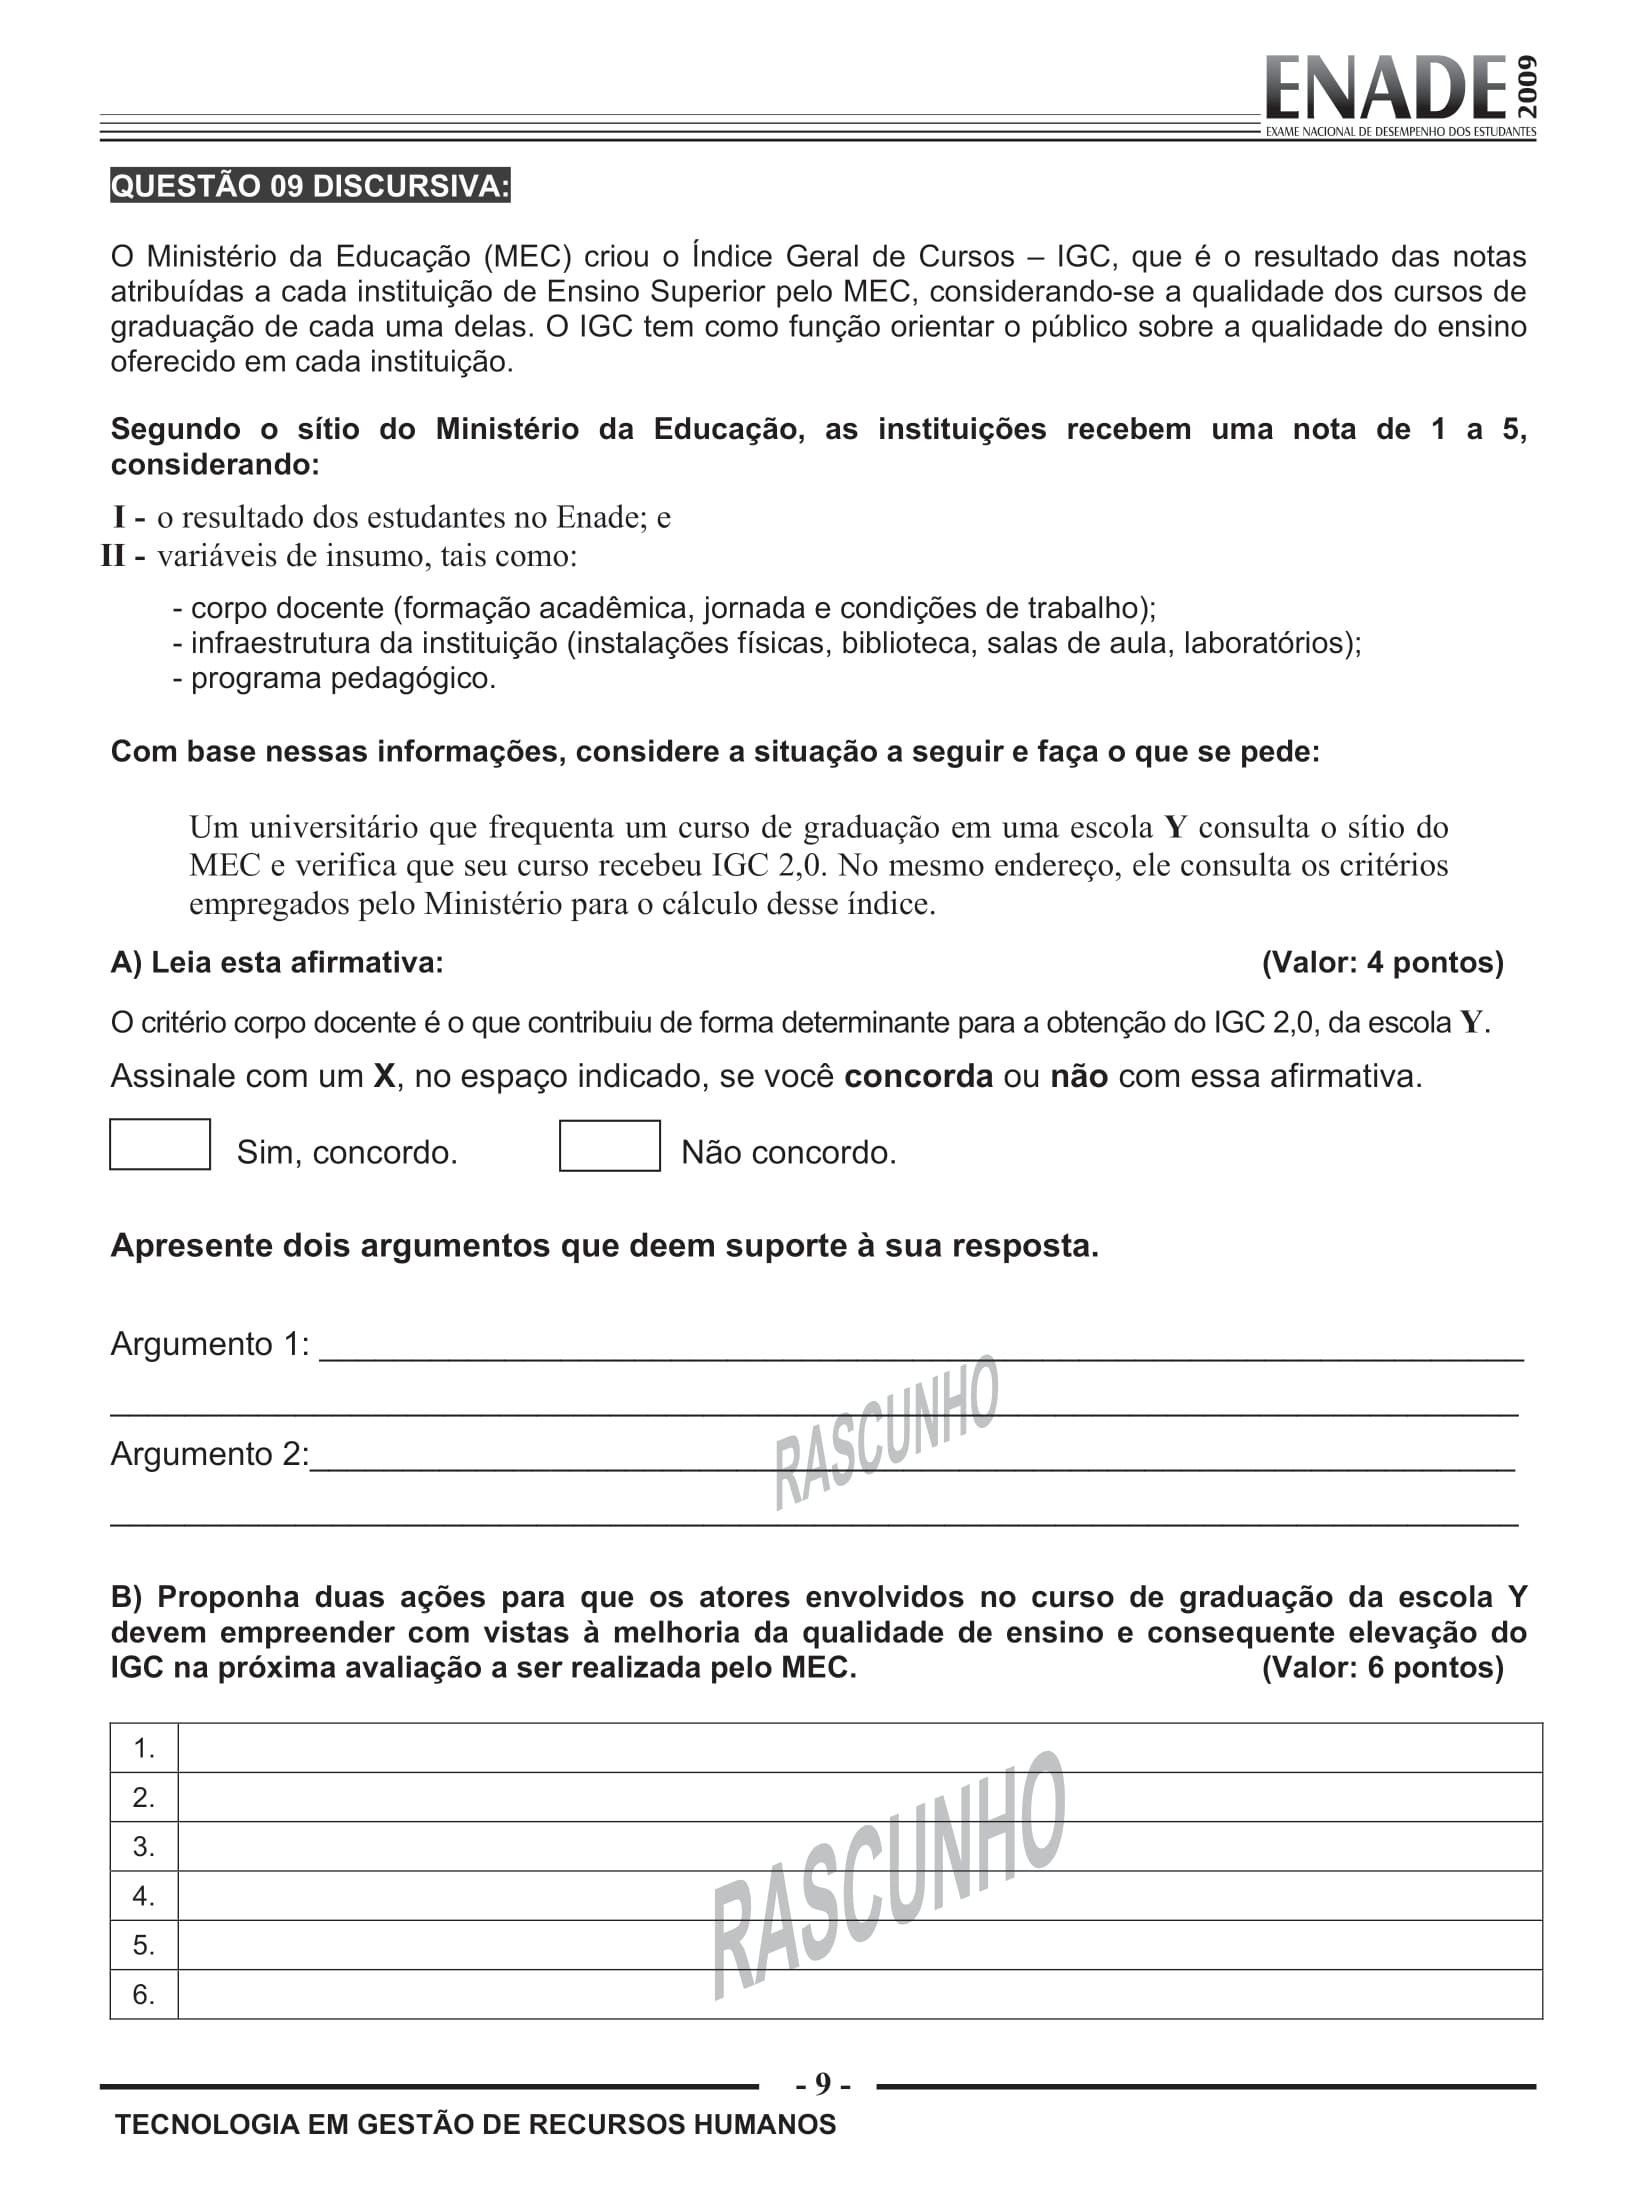 ENADE 2009
EXAME NACIONAL DE DESEMPENHO DOS ESTUDANTES
QUESTÃO 09 DISCURSIVA:
O Ministério da Educação (MEC) criou o Índice Geral de Cursos – IGC, que é o resultado das notas
atribuídas a cada instituição de Ensino Superior pelo MEC, considerando-se a qualidade dos cursos de
graduação de cada uma delas. O IGC tem como função orientar o público sobre a qualidade do ensino
oferecido em cada instituição.
Segundo o sítio do Ministério da Educação, as instituições recebem uma nota de 1 a 5,
considerando:
I - o resultado dos estudantes no Enade; e
II - variáveis de insumo, tais como:
- corpo docente (formação acadêmica, jornada e condições de trabalho);
- infraestrutura da instituição (instalações físicas, biblioteca, salas de aula, laboratórios);
- programa pedagógico.
Com base nessas informações, considere a situação a seguir e faça o que se pede:
Um universitário que frequenta um curso de graduação em uma escola Y consulta o sítio do
MEC e verifica que seu curso recebeu IGC 2,0. No mesmo endereço, ele consulta os critérios
empregados pelo Ministério para o cálculo desse índice.
A) Leia esta afirmativa: (Valor: 4 pontos)
O critério corpo docente é o que contribuiu de forma determinante para a obtenção do IGC 2,0, da escola Y.
Assinale com um X, no espaço indicado, se você concorda ou não com essa afirmativa.
Sim, concordo. Não concordo.
Apresente dois argumentos que deem suporte à sua resposta.
Argumento 1:
RASCUNHO
Argumento 2:
B) Proponha duas ações para que os atores envolvidos no curso de graduação da escola Y
devem empreender com vistas à melhoria da qualidade de ensino e consequente elevação do
IGC na próxima avaliação a ser realizada pelo MEC. (Valor: 6 pontos)
1.
2.
3.
4.
5.
6.
RASCUNHO
- 9 -
TECNOLOGIA EM GESTÃO DE RECURSOS HUMANOS